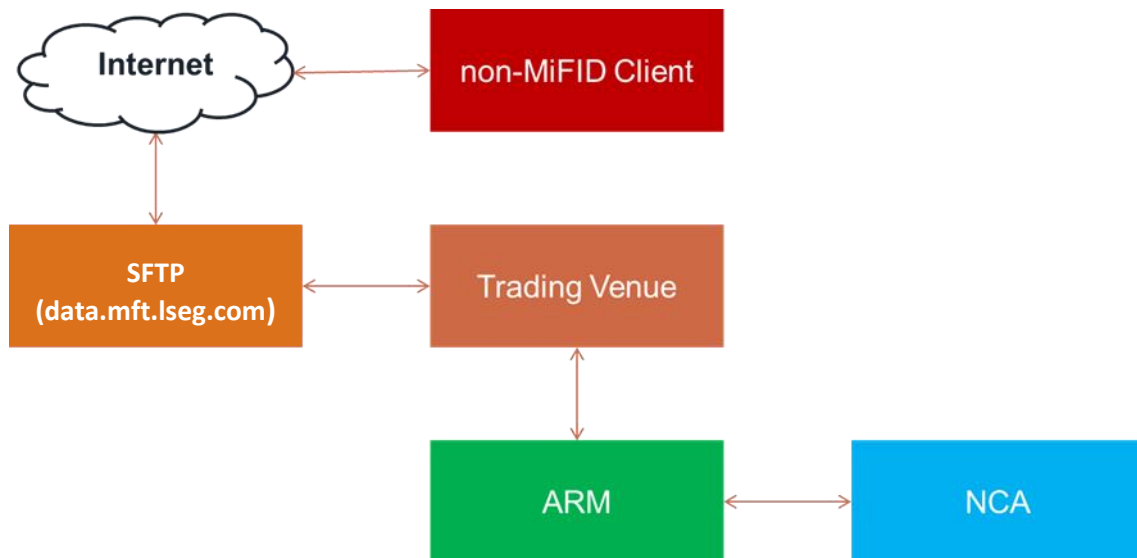 Internet
non-MiFID Client
SFTP
(data.mft.lseg.com)
Trading Venue
ARM
NCA